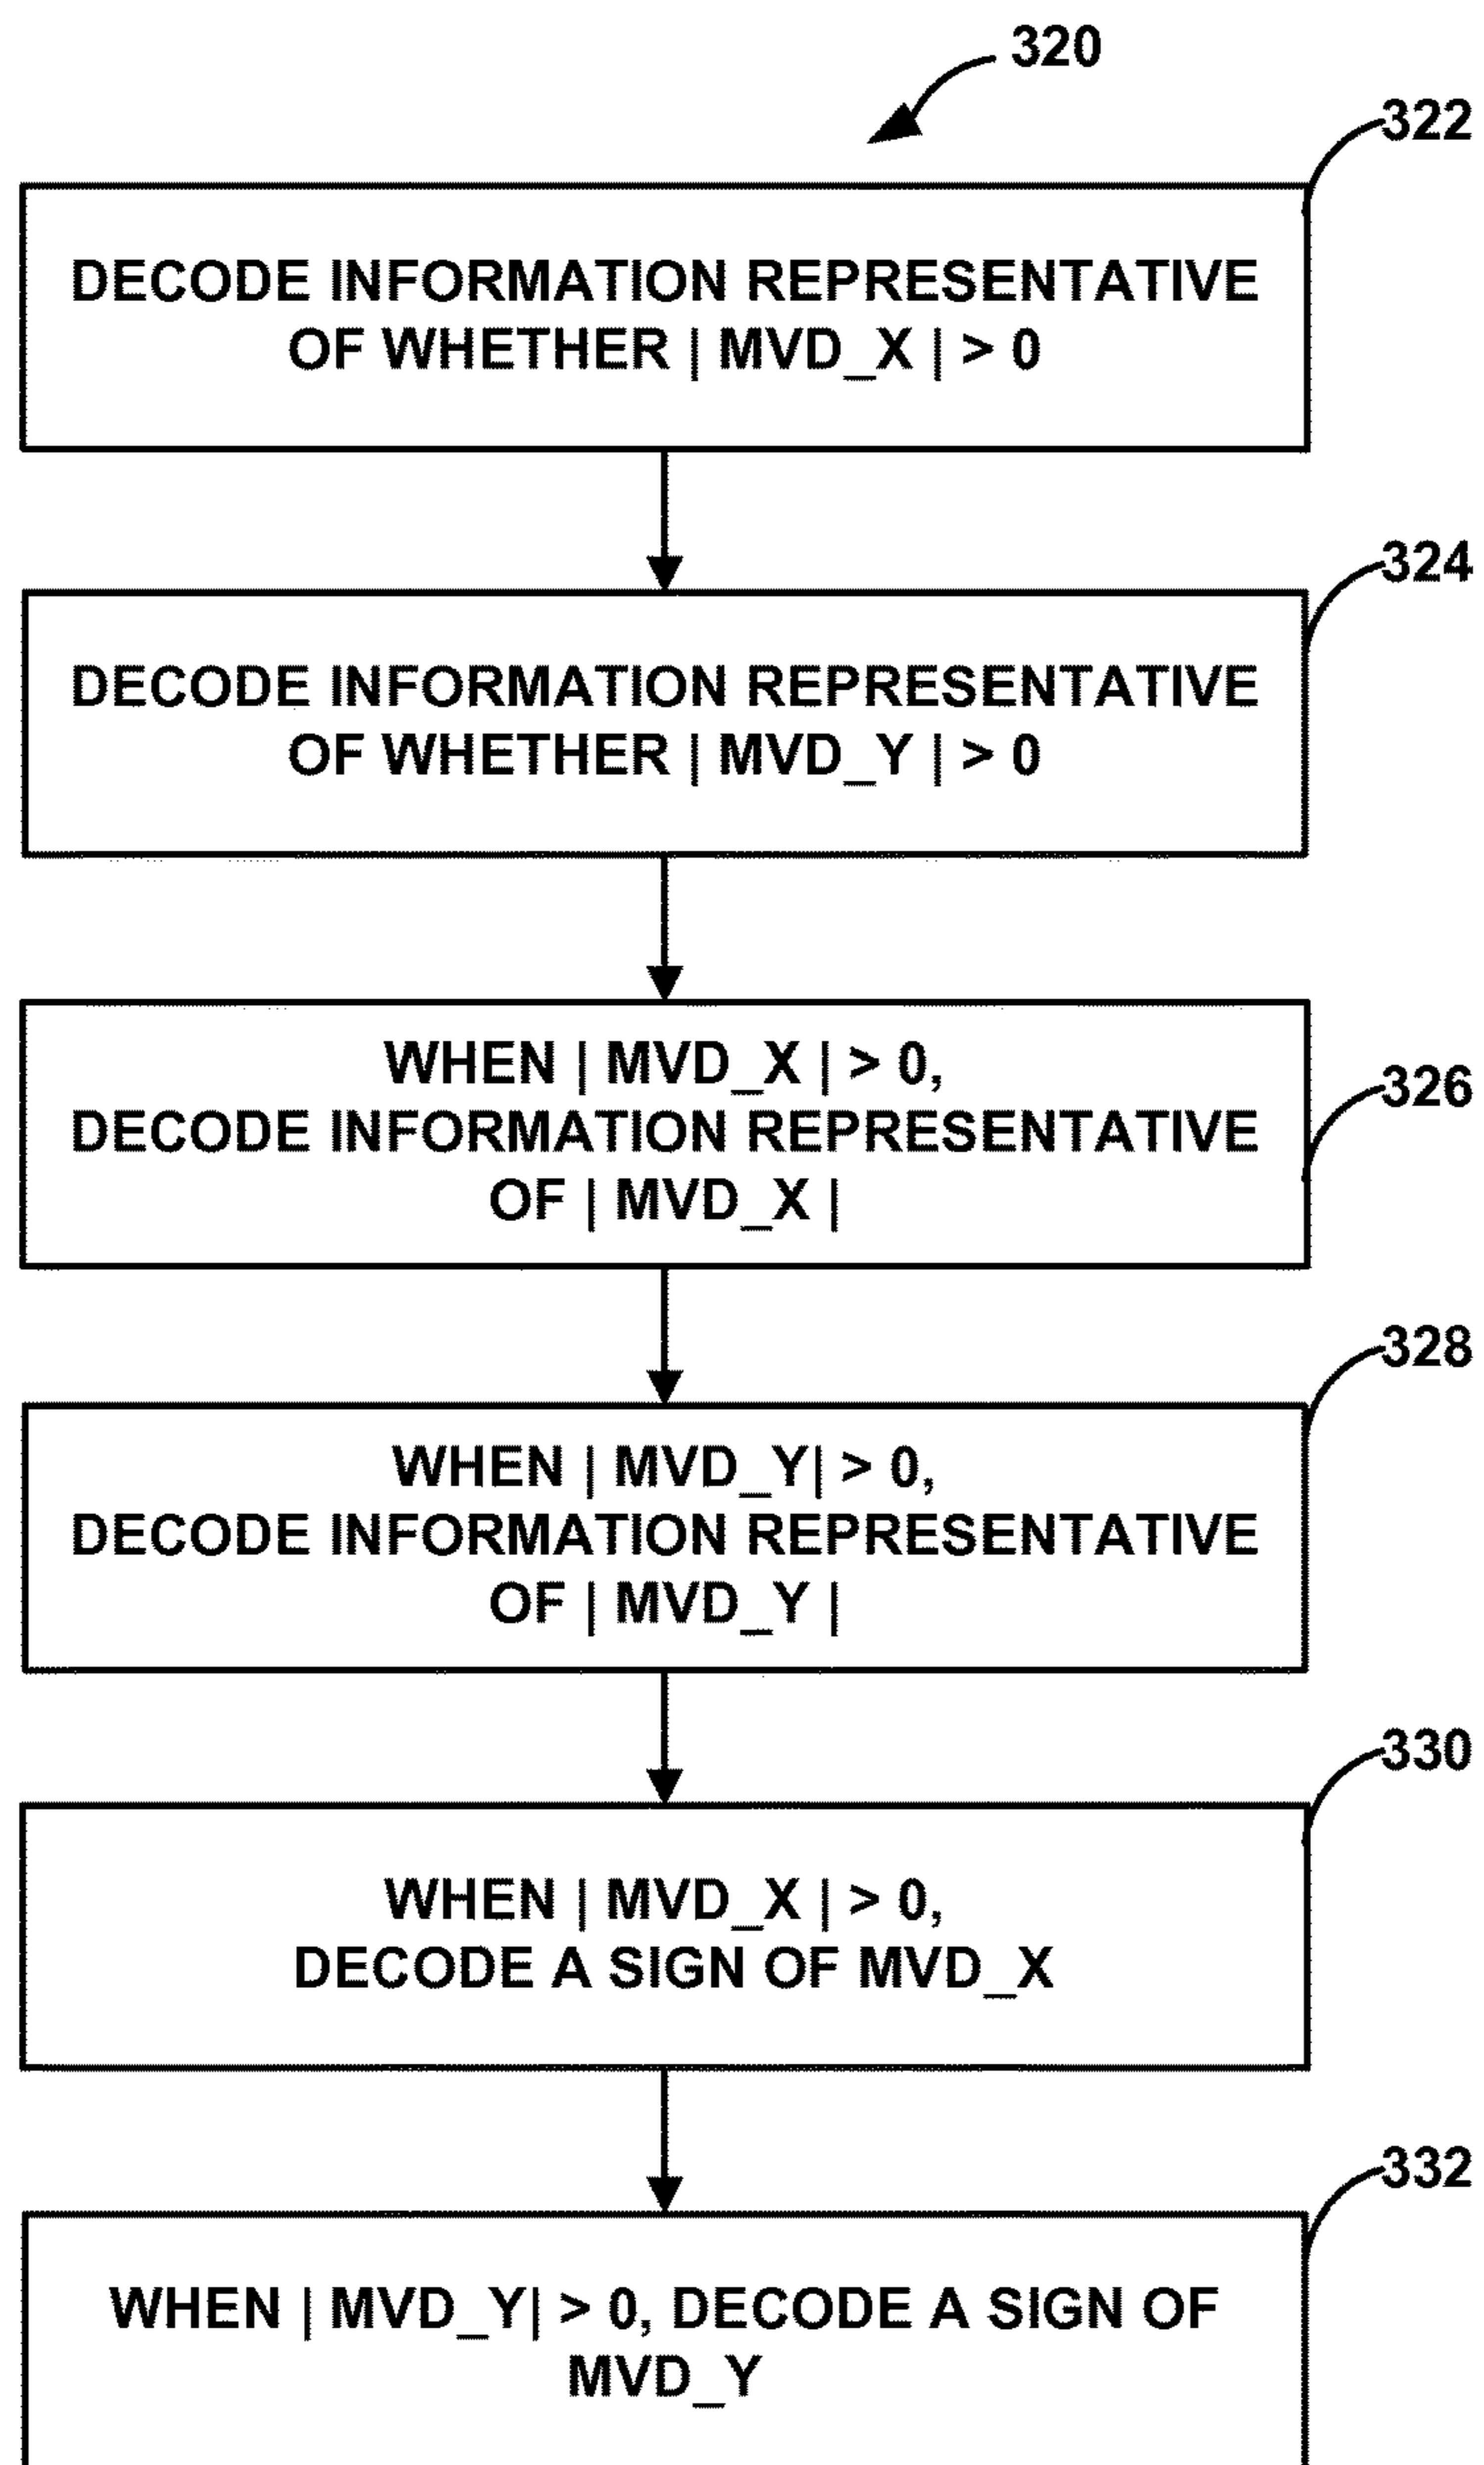 320
322
DECODE INFORMATION REPRESENTATIVE
OF WHETHER | MVD_X | > 0
324
DECODE INFORMATION REPRESENTATIVE
OF WHETHER | MVD_Y | > 0
326
WHEN | MVD_X | > 0,
DECODE INFORMATION REPRESENTATIVE
OF | MVD_X |
328
WHEN | MVD_Y| > 0,
DECODE INFORMATION REPRESENTATIVE
OF | MVD_Y |
330
WHEN | MVD_X | > 0,
DECODE A SIGN OF MVD_X
332
WHEN | MVD_Y| > 0, DECODE A SIGN OF
MVD_Y